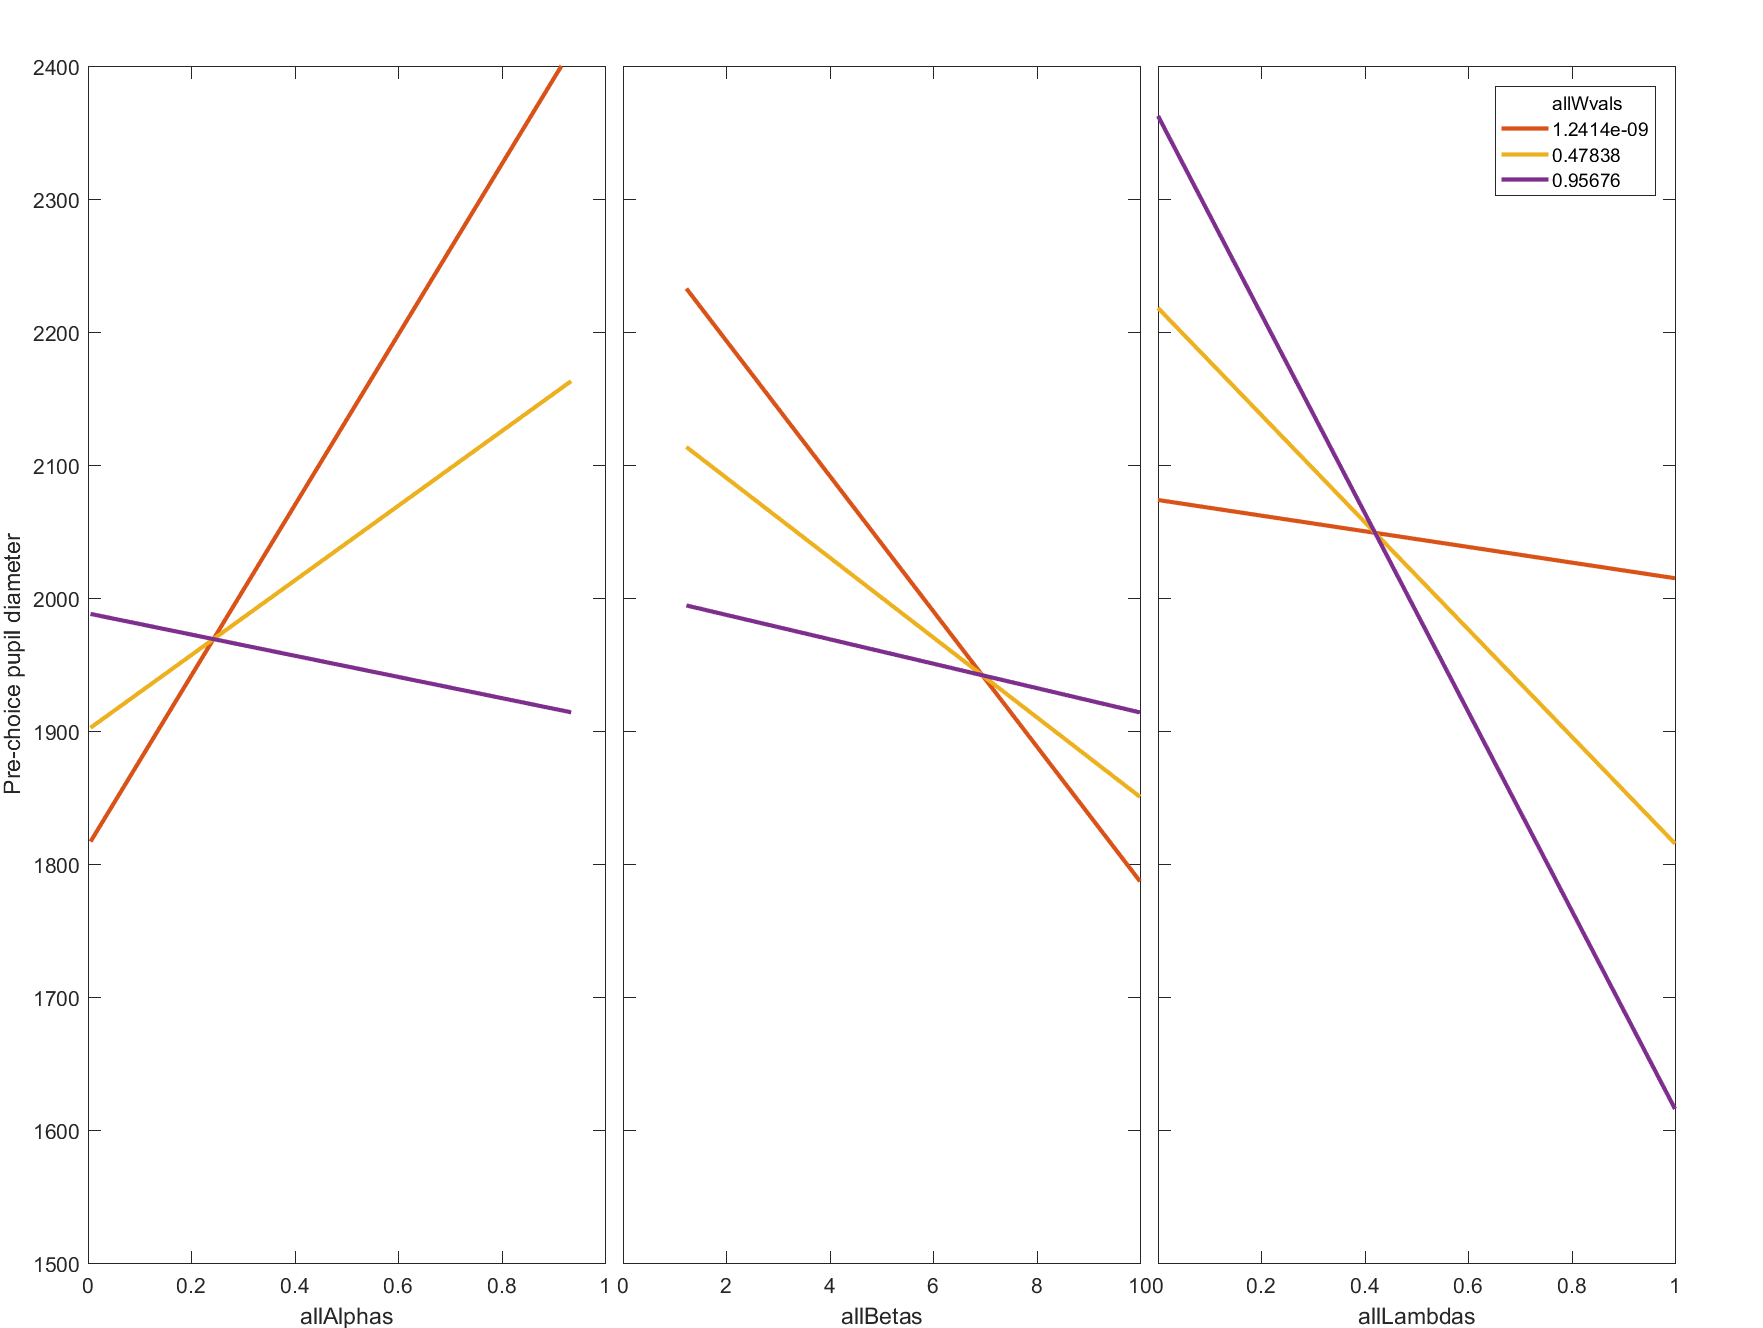 Pre-choice pupil diameter
2400
2300
2200
2100
2000
1900
1800
1700
1600
1500
0 0.2 0.4 0.6 0.8 1
allAlphas
0 2 4 6 8 10
allBetas
0 0.2 0.4 0.6 0.8 1
allLambdas
allWvals
1.2414e-09
0.47838
0.95676